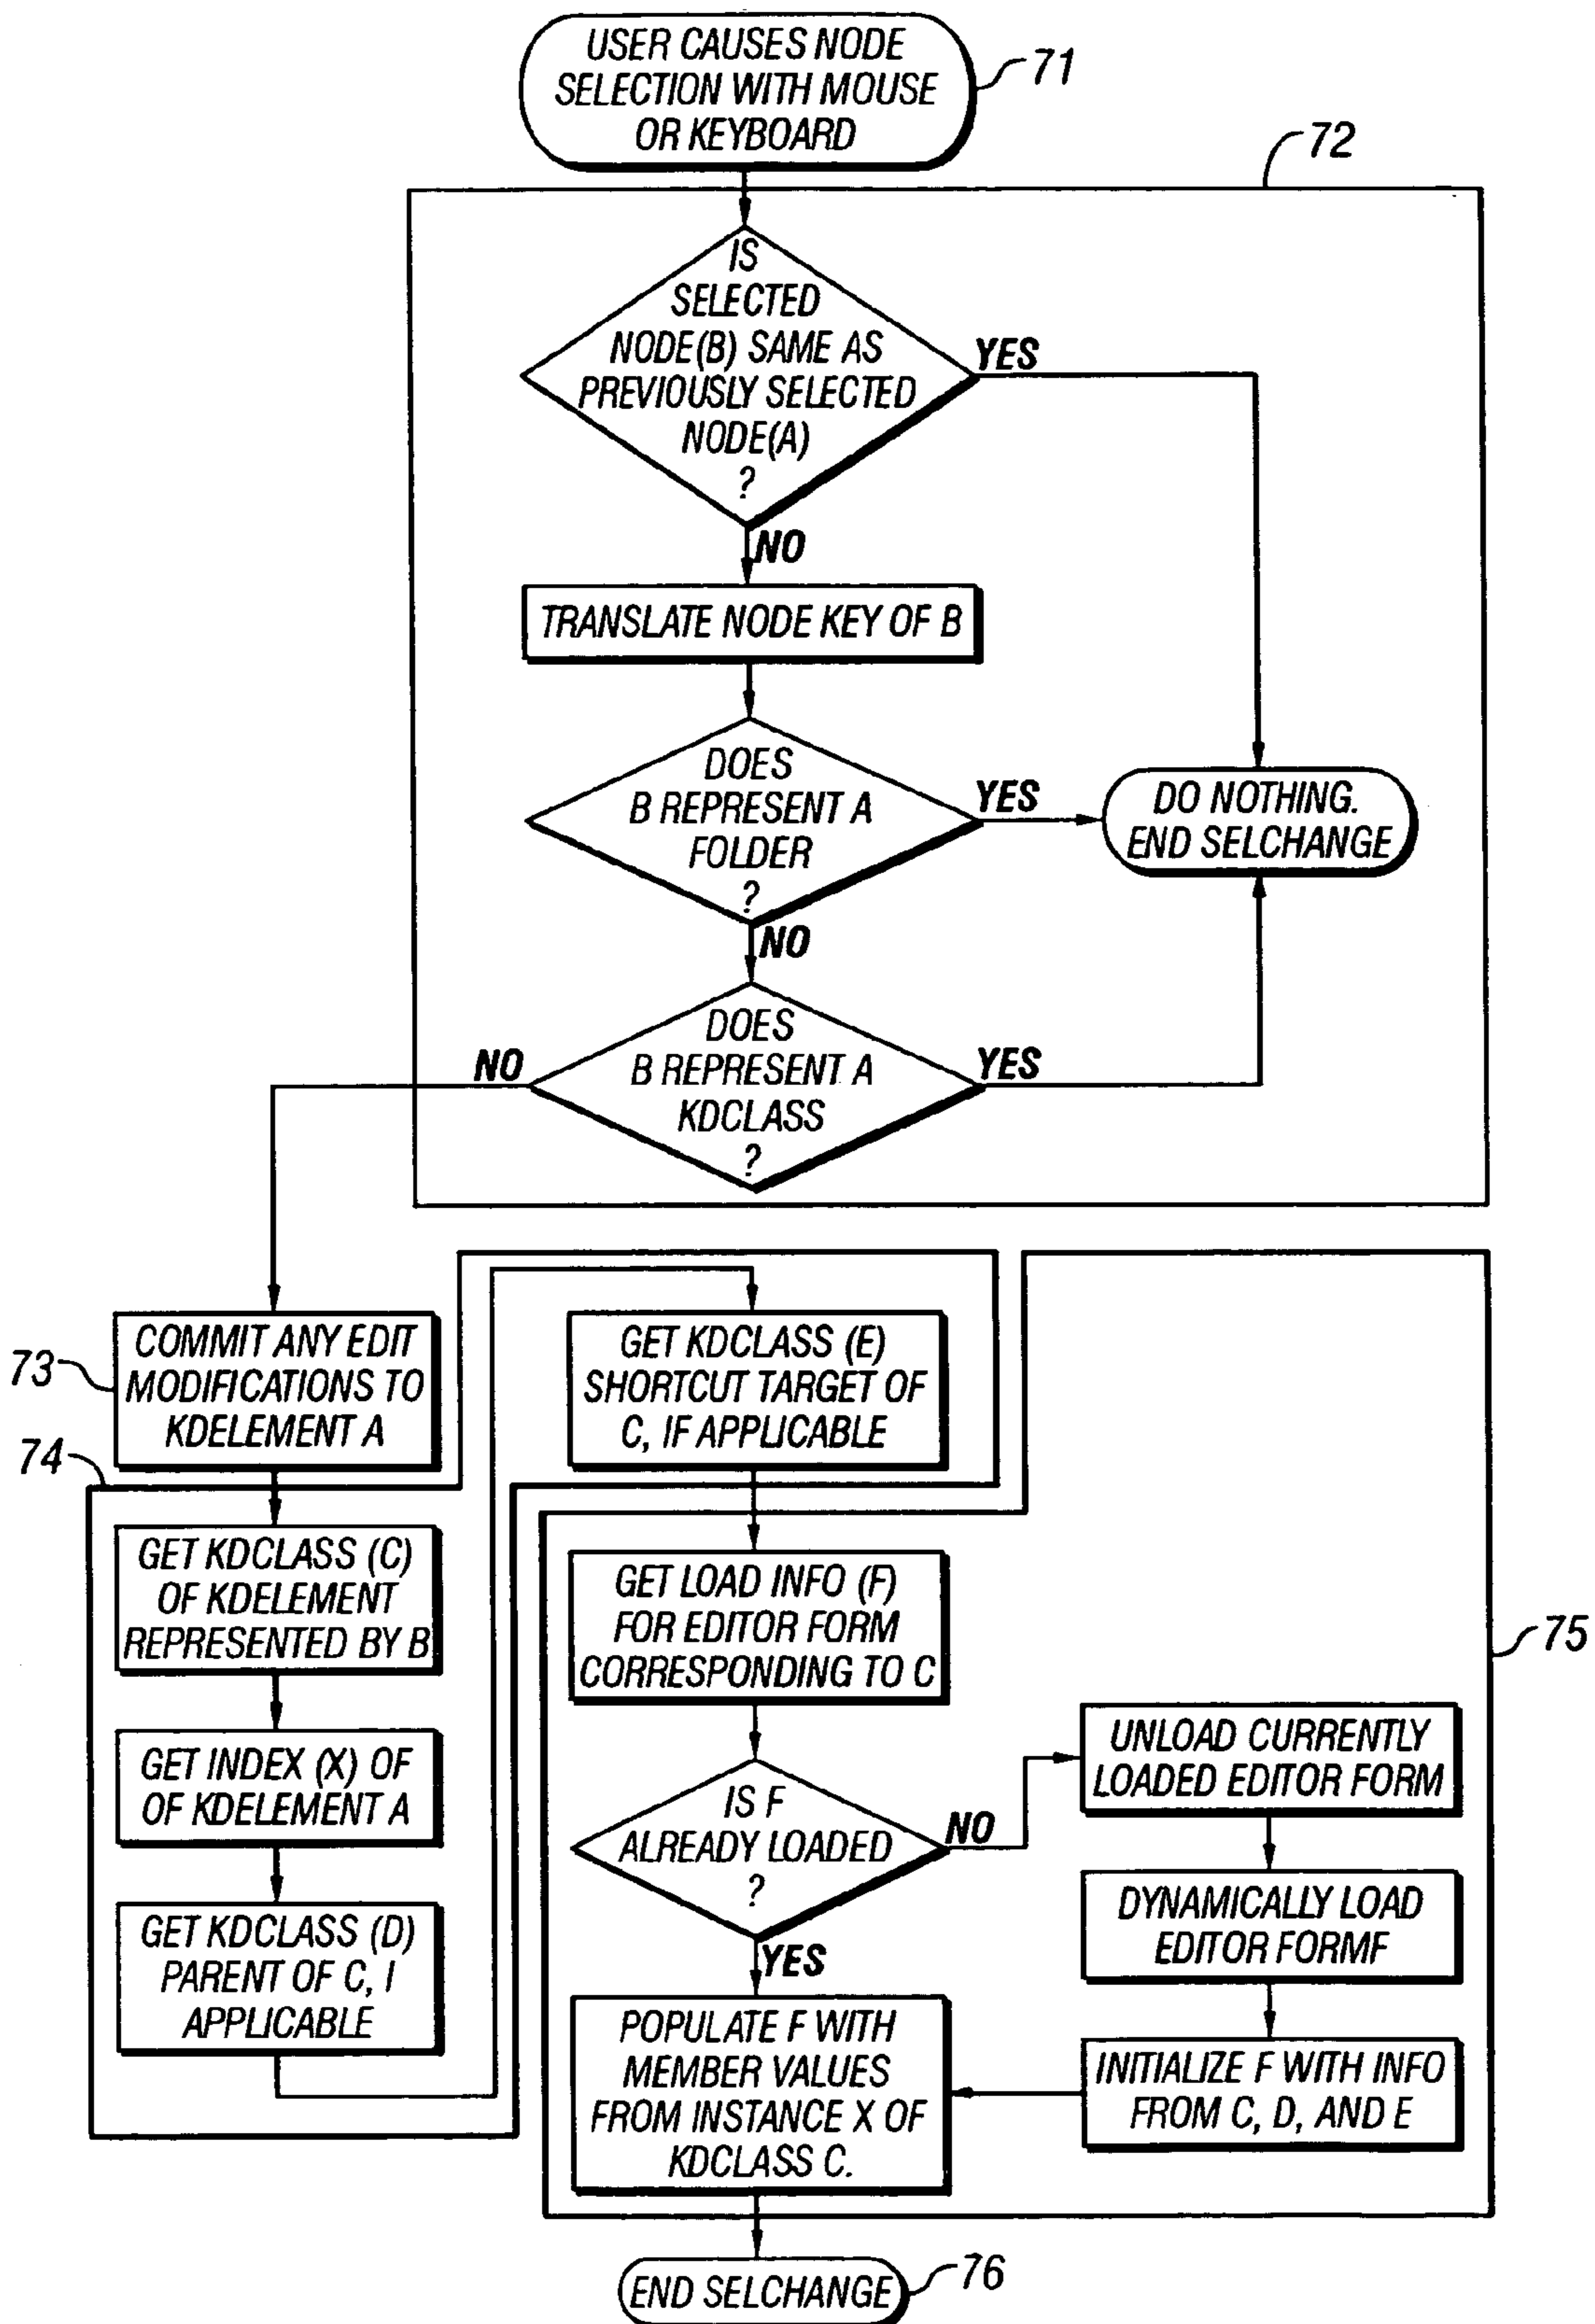 USER CAUSES NODE
SELECTION WITH MOUSE
OR KEYBOARD
71
72
IS
SELECTED
NODE(B) SAME AS
PREVIOUSLY SELECTED
NODE(A)
?
YES
NO
TRANSLATE NODE KEY OF B
DOES
B REPRESENT A
FOLDER
?
YES
DO NOTHING.
END SELCHANGE
NO
DOES
B REPRESENT A
KDCLASS
?
NO
YES
73
COMMIT ANY EDIT
MODIFICATIONS TO
KDELEMENT A
74
GET KDCLASS (C)
OF KDELEMENT
REPRESENTED BY B
GET INDEX (X) OF
OF KDELEMENT A
GET KDCLASS (D)
PARENT OF C, I
APPLICABLE
GET KDCLASS (E)
SHORTCUT TARGET OF
C, IF APPLICABLE
75
GET LOAD INFO (F)
FOR EDITOR FORM
CORRESPONDING TO C
IS F
ALREADY LOADED
?
NO
YES
UNLOAD CURRENTLY
LOADED EDITOR FORM
DYNAMICALLY LOAD
EDITOR FORMF
INITIALIZE F WITH INFO
FROM C, D, AND E
POPULATE F WITH
MEMBER VALUES
FROM INSTANCE X OF
KDCLASS C.
END SELCHANGE
76